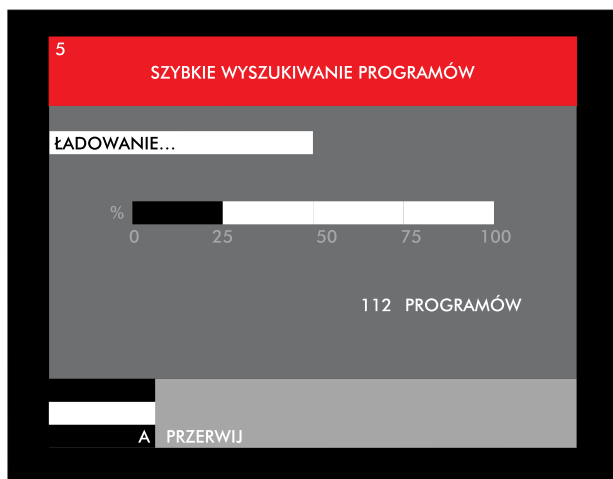 5
SZYBKIE WYSZUKIWANIE PROGRAMÓW
ŁADOWANIE...
%
0 25 50 75 100
112 PROGRAMÓW
A PRZERWIJ